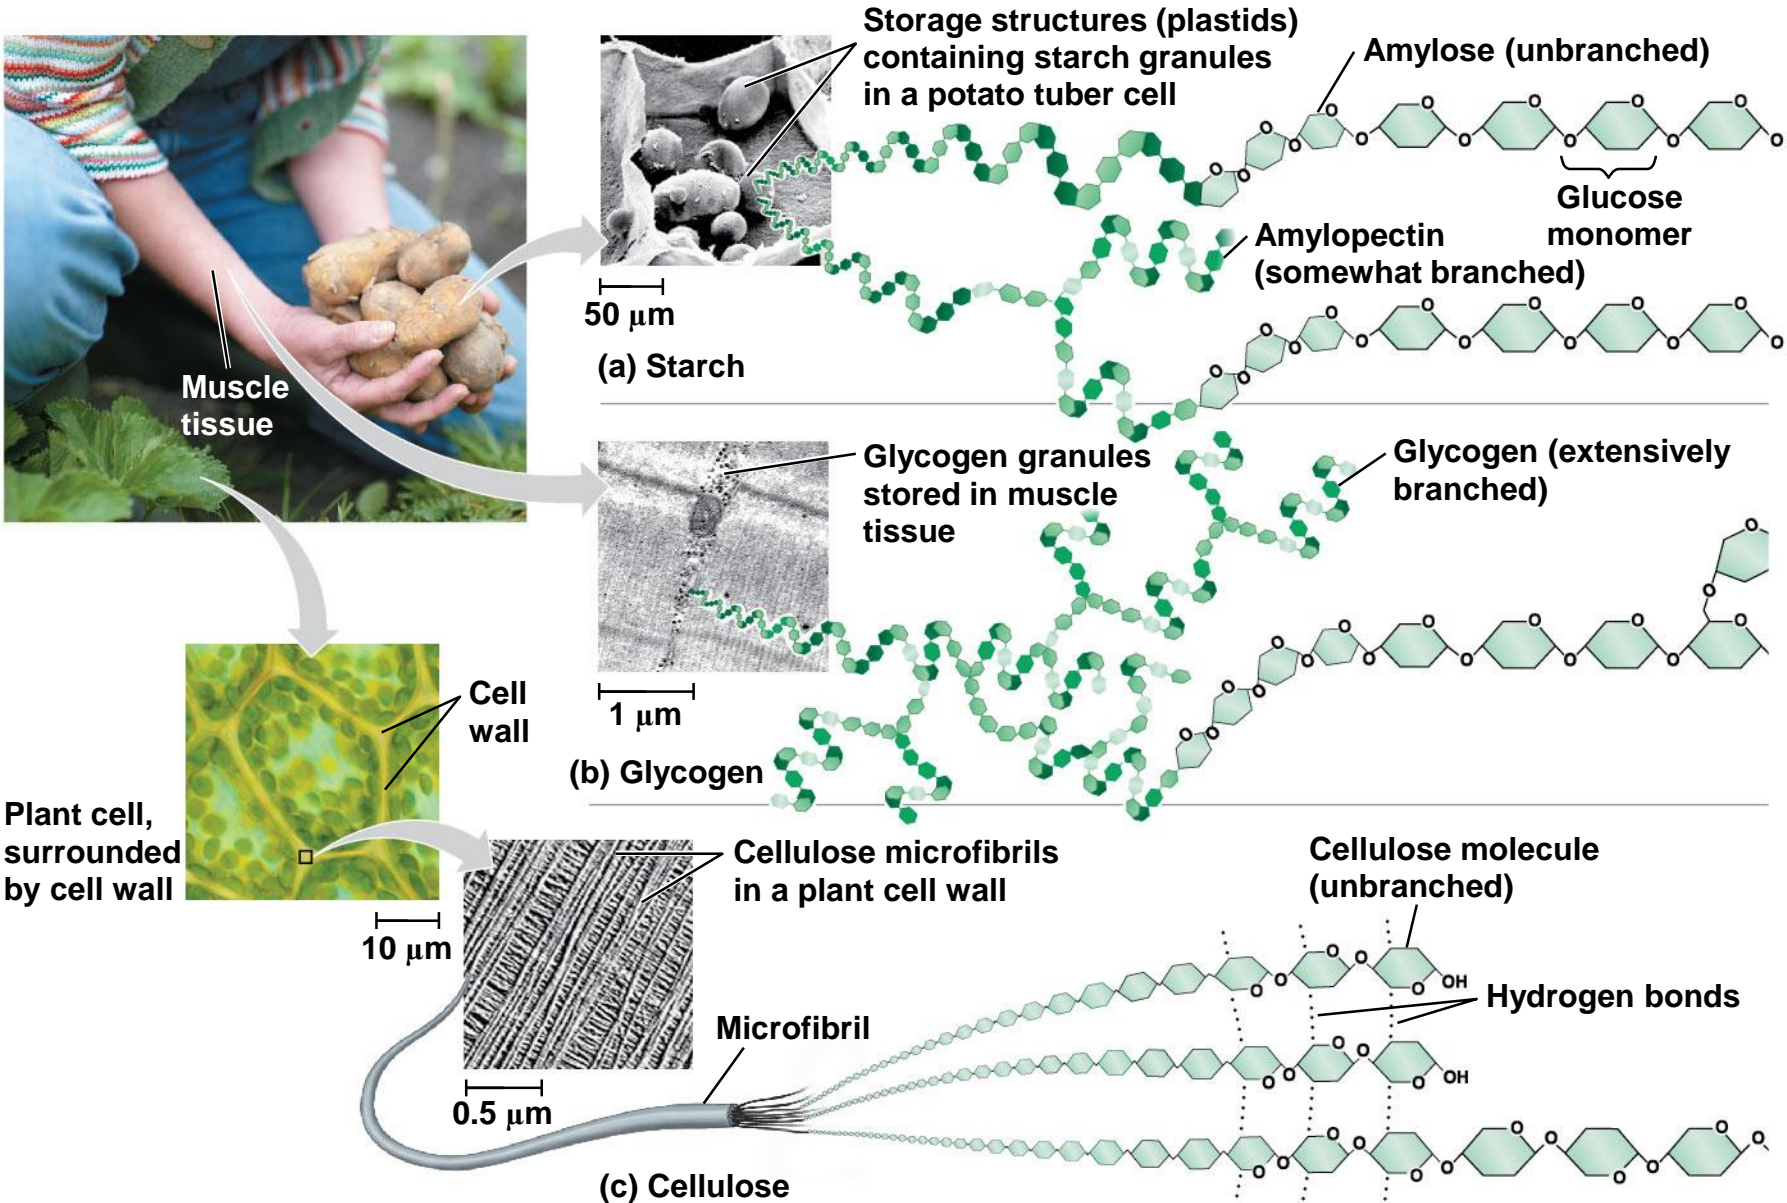 Storage structures (plastids)
containing starch granules
in a potato tuber cell
Amylose (unbranched)
Glucose
monomer
Amylopectin
(somewhat branched)
50 μm
(a) Starch
Muscle
tissue
Glycogen granules
stored in muscle
tissue
Glycogen (extensively
branched)
1 μm
(b) Glycogen
Cell
wall
Plant cell,
surrounded
by cell wall
10 μm
Cellulose microfibrils
in a plant cell wall
Cellulose molecule
(unbranched)
Hydrogen bonds
Microfibril
0.5 μm
(c) Cellulose
O O O O O O O
O O O O O O O O
O O O O O O O
O O O O O O O O
O
O
O O O O O
O O O O O O
O O
O O
O O
O O O O OH
O O O O OH
O O O O O O O O O O